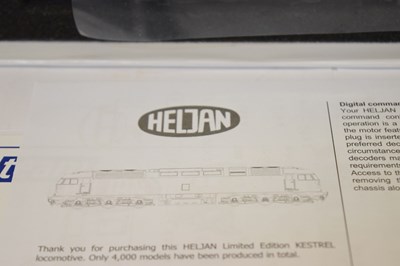 HELJAN
Thank you for purchasing this HELJAN Limited Edition KESTREL
locomotive. Only 4,000 models have been produced in total.
Digital comma
Your HELJAN
command con
operation is a
the motor feat
plug is inserte
preferred dec
circumstance
decoders ma
requirements
Access to the
removing t
chassis alo